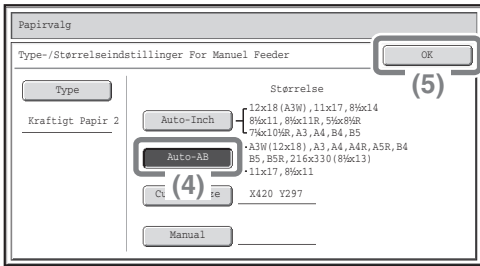 Papirvalg
Type-/Størrelseindstillinger For Manuel Feeder
OK
(5)
Type
Størrelse
Kraftigt Papir 2
Auto-Inch
12x18(A3W),11x17,8½x14
8½x11,8½x11R,5½x8½R
7¼x10½R,A3,A4,B4,B5
Auto-AB
A3W(12x18),A3,A4,A4R,A5R,B4
B5,B5R,216x330(8½x13)
11x17,8½x11
(4)
X420 Y297
Manual